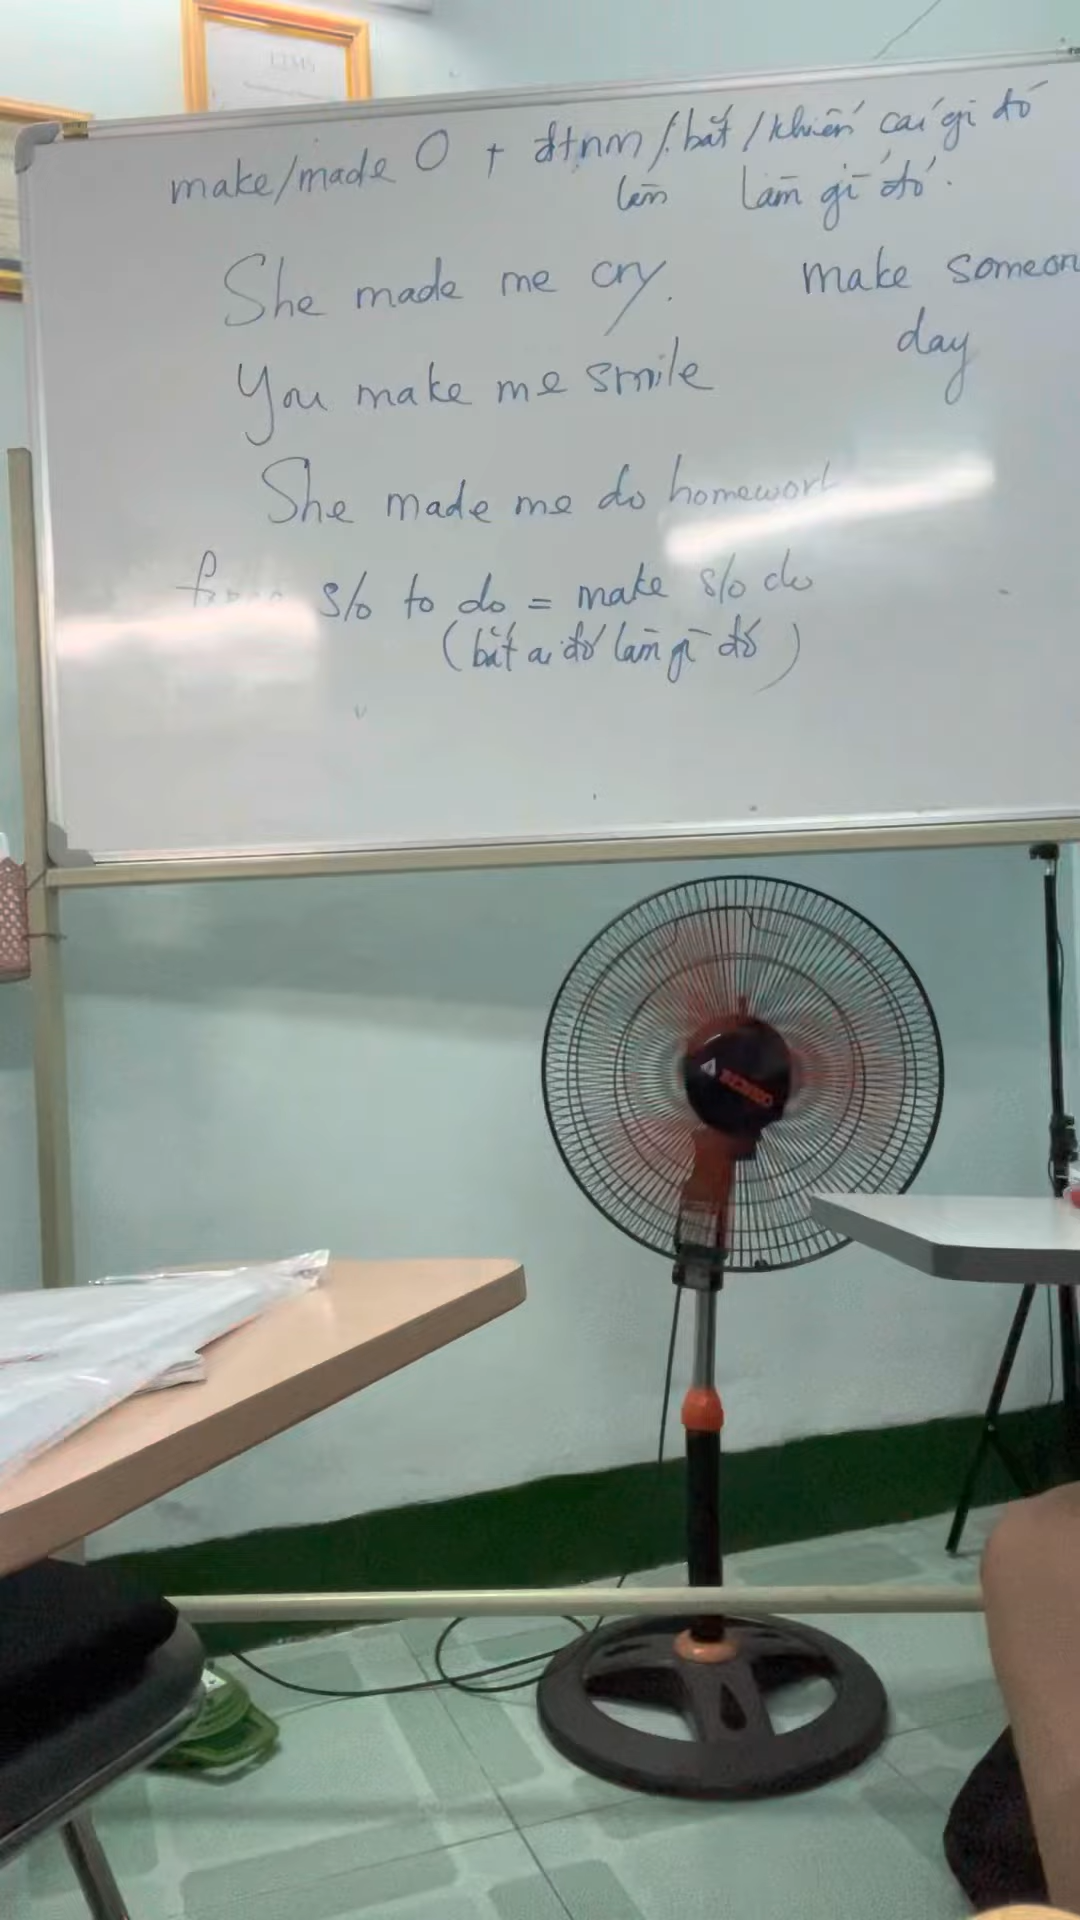 make/made O + đtnm /bắt /khiến cái gì đó
làm làm gì đó.
She made me cry.
make someon
day
You make me smile
She made me do homework
s/o to do = make s/o do
(bắt ai đó làm gì đó)